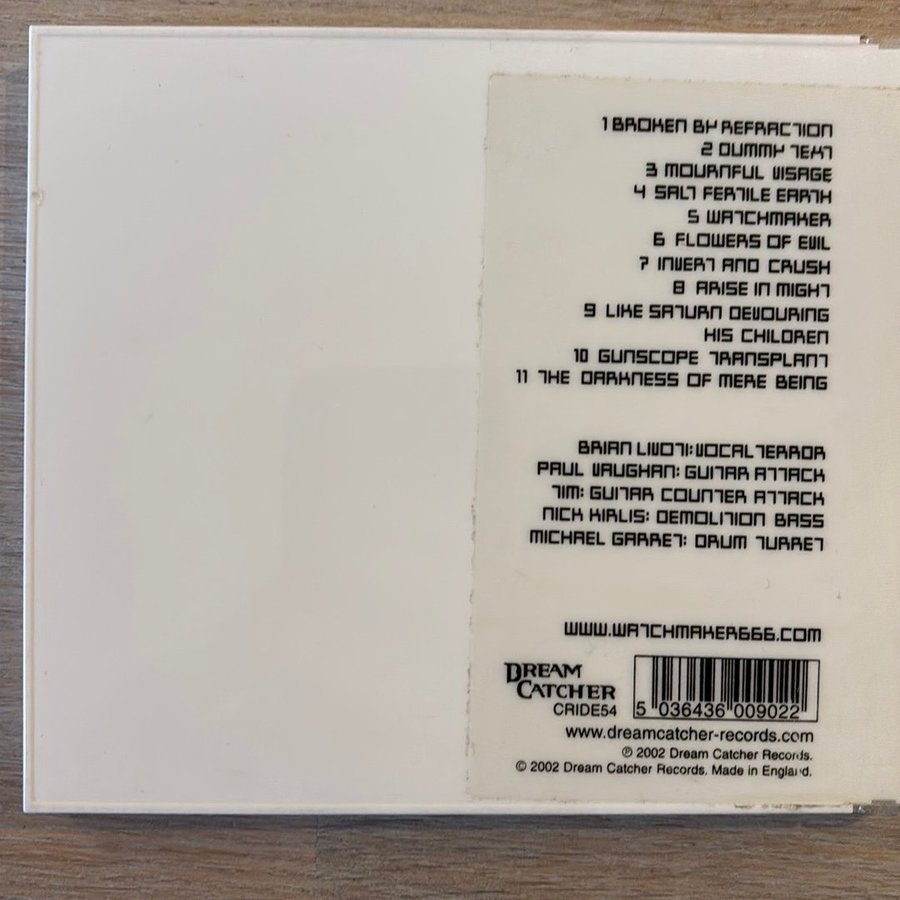 1 BROKEN BY REFRACTION
2 DUMMY TEXT
3 MOURNFUL VISAGE
4 SALT FERTILE EARTH
5 WATCHMAKER
6 FLOWERS OF EVIL
7 INVERT AND CRUSH
8 ARISE IN MIGHT
9 LIKE SATURN DEVOURING
HIS CHILDREN
10 GUNSCOPE TRANSPLANT
11 THE DARKNESS OF MERE BEING
BRIAN LIVOTI: VOCAL TERROR
PAUL VAUGHAN: GUITAR ATTACK
TIM: GUITAR COUNTER ATTACK
NICK KIRLIS: DEMOLITION BASS
MICHAEL GARRET: DRUM TURRET
WWW.WATCHMAKER666.COM
DREAM
CATCHER
CRIDE54
5 036436 009022
www.dreamcatcher-records.com
℗ 2002 Dream Catcher Records.
© 2002 Dream Catcher Records. Made in England.